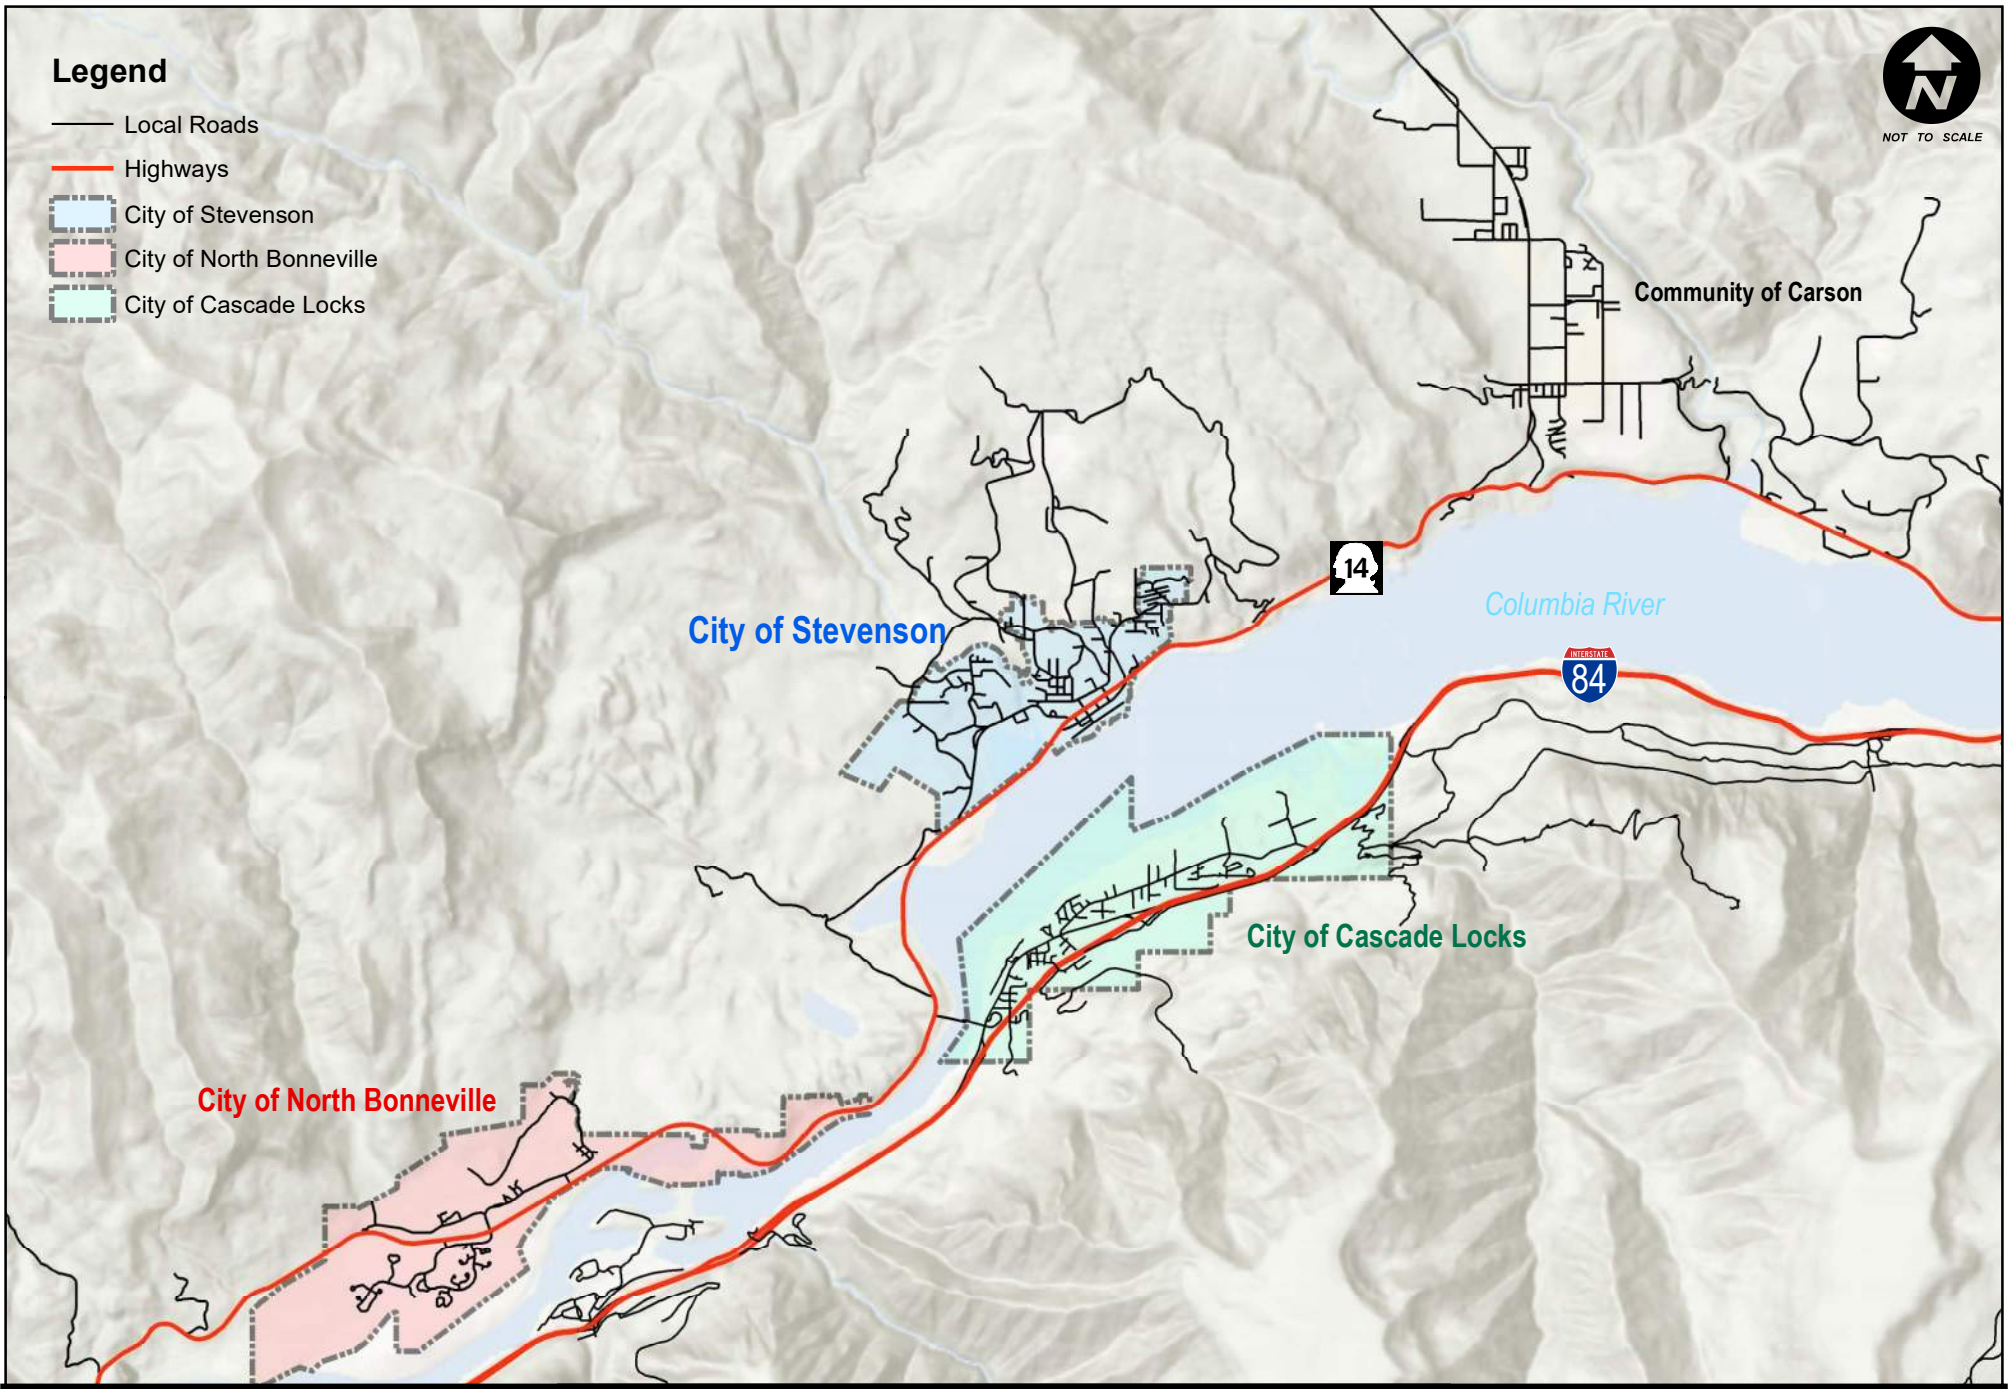 Legend
Local Roads
Highways
City of Stevenson
City of North Bonneville
City of Cascade Locks
N
NOT TO SCALE
Community of Carson
14
Columbia River
City of Stevenson
INTERSTATE
84
City of Cascade Locks
City of North Bonneville